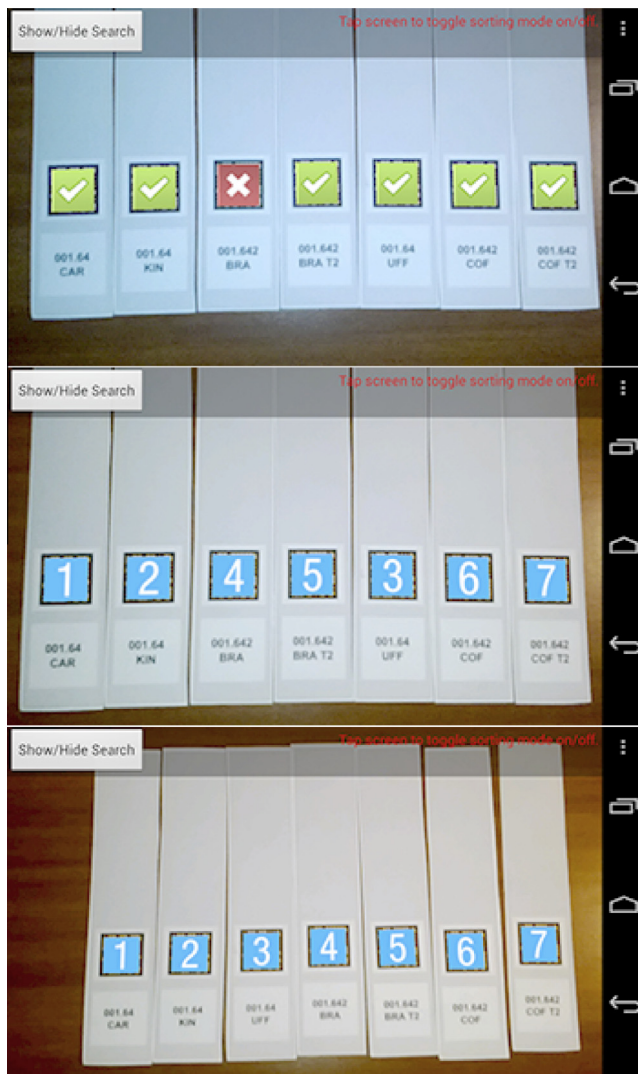 Show/Hide Search
Tap screen to toggle sorting mode on/off.
001.64
CAR
001.64
KIN
001.642
BRA
001.642
BRA T2
001.64
UFF
001.642
COF
001.642
COF T2
Show/Hide Search
Tap screen to toggle sorting mode on/off.
1
2
4
5
3
6
7
001.64
CAR
001.64
KIN
001.642
BRA
001.642
BRA T2
001.64
UFF
001.642
COF
001.642
COF T2
Show/Hide Search
Tap screen to toggle sorting mode on/off.
1
2
3
4
5
6
7
001.64
CAR
001.64
KIN
001.64
UFF
001.642
BRA
001.642
BRA T2
001.642
COF
001.642
COF T2